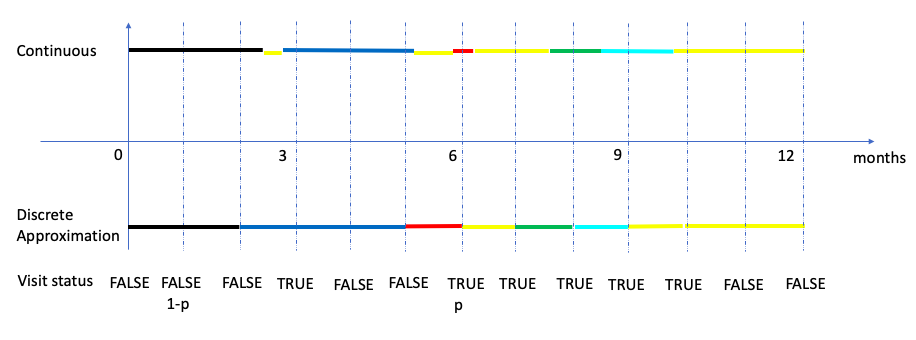 Continuous
0 3 6 9 12
months
Discrete
Approximation
Visit status FALSE FALSE FALSE TRUE FALSE FALSE TRUE TRUE TRUE TRUE TRUE FALSE FALSE
1-p p